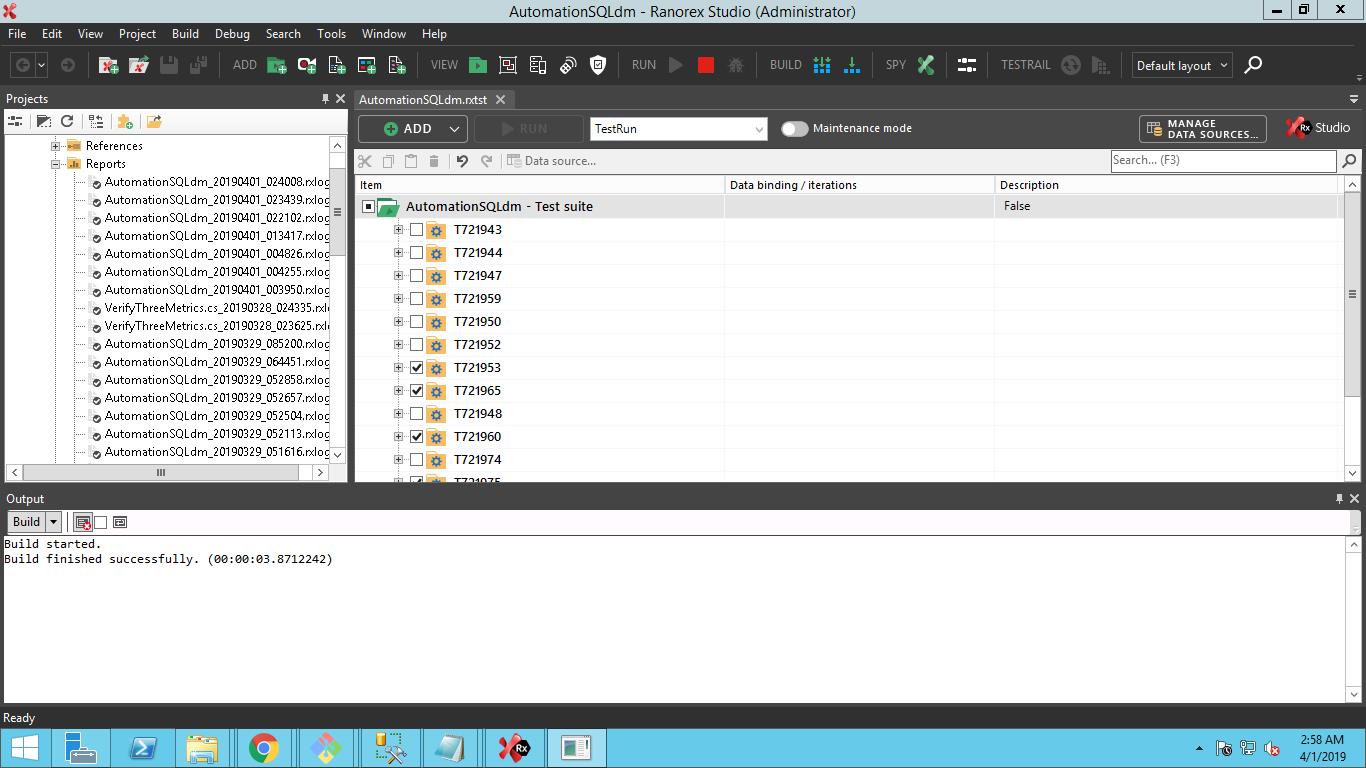 AutomationSQLdm - Ranorex Studio (Administrator)
File Edit View Project Build Debug Search Tools Window Help
ADD VIEW RUN BUILD SPY TESTRAIL Default layout
Projects
AutomationSQLdm.rxtst
ADD RUN TestRun Maintenance mode MANAGE DATA SOURCES... Rx Studio
Data source... Search... (F3)
References
Reports
AutomationSQLdm_20190401_024008.rxlog
AutomationSQLdm_20190401_023439.rxlog
AutomationSQLdm_20190401_022102.rxlog
AutomationSQLdm_20190401_013417.rxlog
AutomationSQLdm_20190401_004826.rxlog
AutomationSQLdm_20190401_004255.rxlog
AutomationSQLdm_20190401_003950.rxlog
VerifyThreeMetrics.cs_20190328_024335.rxl
VerifyThreeMetrics.cs_20190328_023625.rxl
AutomationSQLdm_20190329_085200.rxlog
AutomationSQLdm_20190329_064451.rxlog
AutomationSQLdm_20190329_052858.rxlog
AutomationSQLdm_20190329_052657.rxlog
AutomationSQLdm_20190329_052504.rxlog
AutomationSQLdm_20190329_052113.rxlog
AutomationSQLdm_20190329_051616.rxlog
Item Data binding / iterations Description
AutomationSQLdm - Test suite False
T721943
T721944
T721947
T721959
T721950
T721952
T721953
T721965
T721948
T721960
T721974
T721975
Output
Build
Build started.
Build finished successfully. (00:00:03.8712242)
Ready
Rx
2:58 AM
4/1/2019